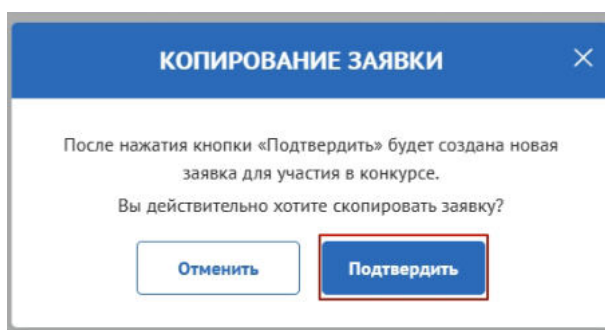 КОПИРОВАНИЕ ЗАЯВКИ
После нажатия кнопки «Подтвердить» будет создана новая
заявка для участия в конкурсе.
Вы действительно хотите скопировать заявку?
Отменить
Подтвердить